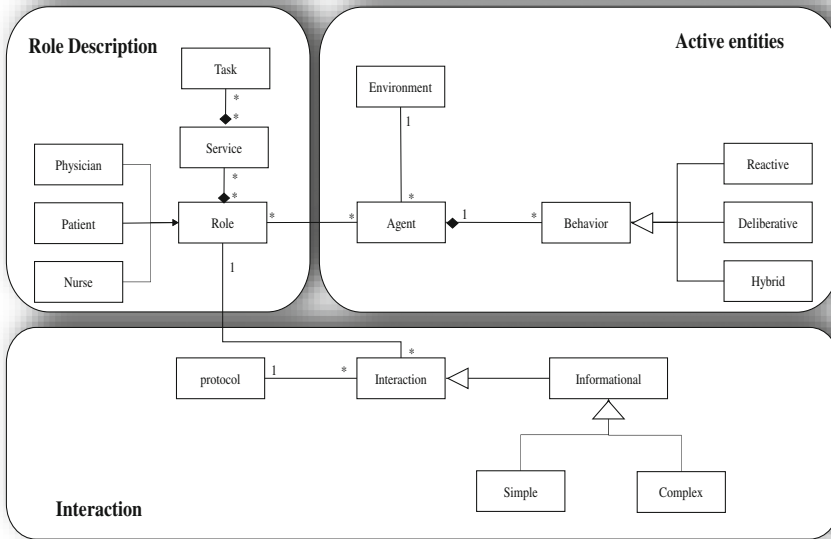 Role Description
Active entities
Task
Environment
*
*
1
Service
Physician
Reactive
*
*
*
Patient
Role
*
*
Agent
1
*
Behavior
Deliberative
1
Nurse
Hybrid
*
protocol
1
*
Interaction
Informational
Simple
Complex
Interaction